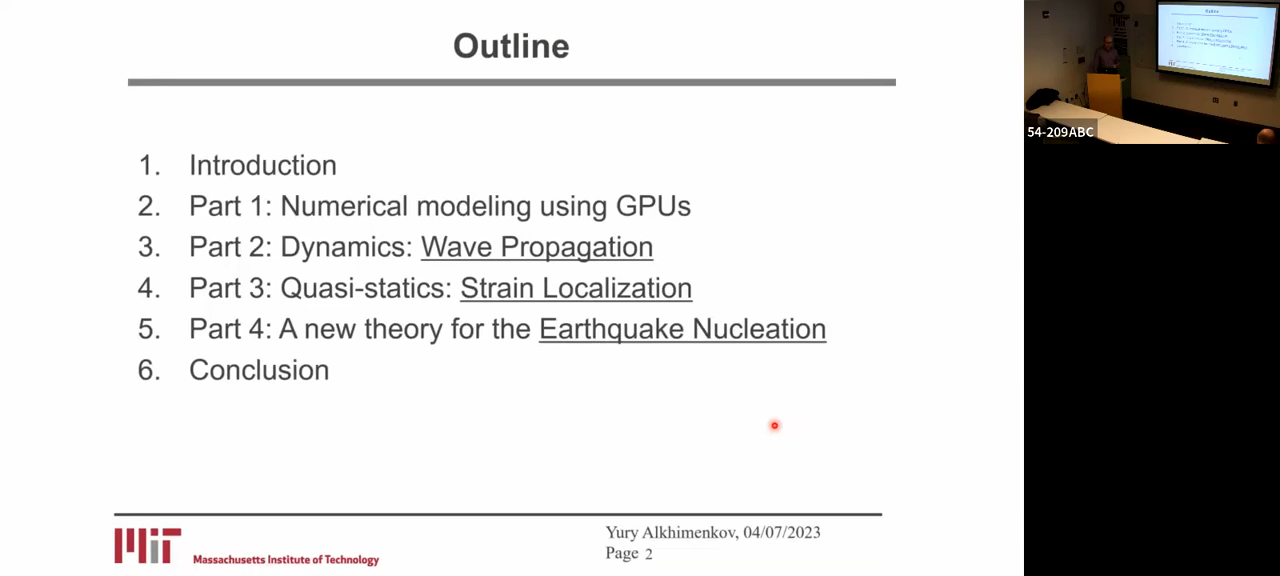 Outline
1. Introduction
2. Part 1: Numerical modeling using GPUs
3. Part 2: Dynamics: Wave Propagation
4. Part 3: Quasi-statics: Strain Localization
5. Part 4: A new theory for the Earthquake Nucleation
6. Conclusion
Massachusetts Institute of Technology
Yury Alkhimenkov, 04/07/2023
Page 2
54-209ABC
MIT
Outline